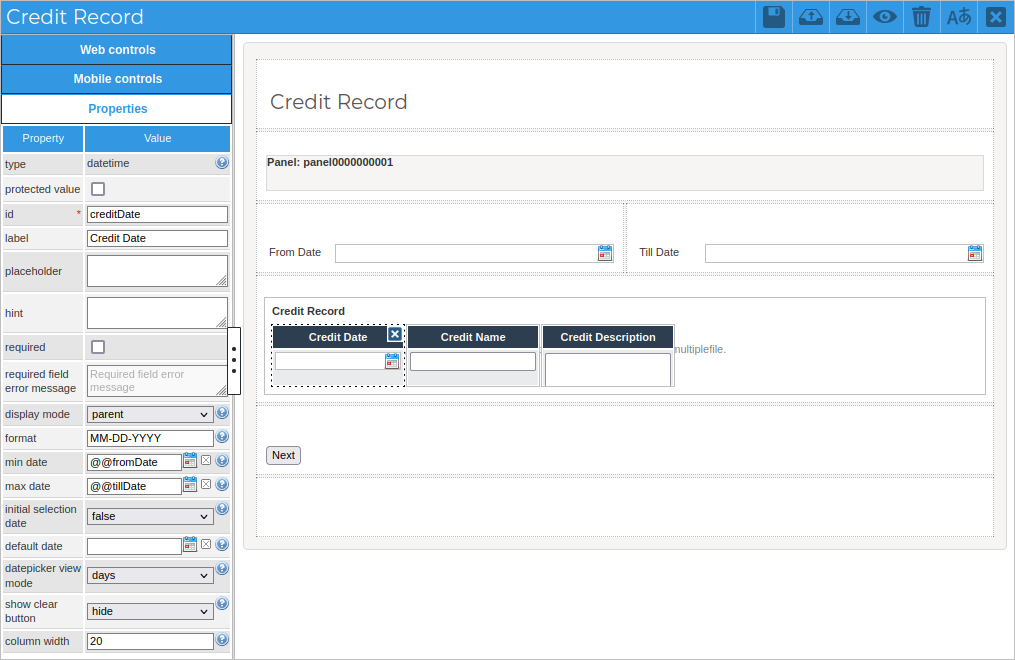 Credit Record
Aあ
Web controls
Mobile controls
Properties
Property Value
type datetime
protected value
id * creditDate
label Credit Date
placeholder
hint
required
required field
error message
Required field error
message
display mode parent
format MM-DD-YYYY
min date @@fromDate
max date @@tillDate
initial selection
date
false
default date
datepicker view
mode
days
show clear
button
hide
column width 20
Credit Record
Panel: panel0000000001
From Date Till Date
Credit Record
Credit Date Credit Name Credit Description
multiplefile.
Next